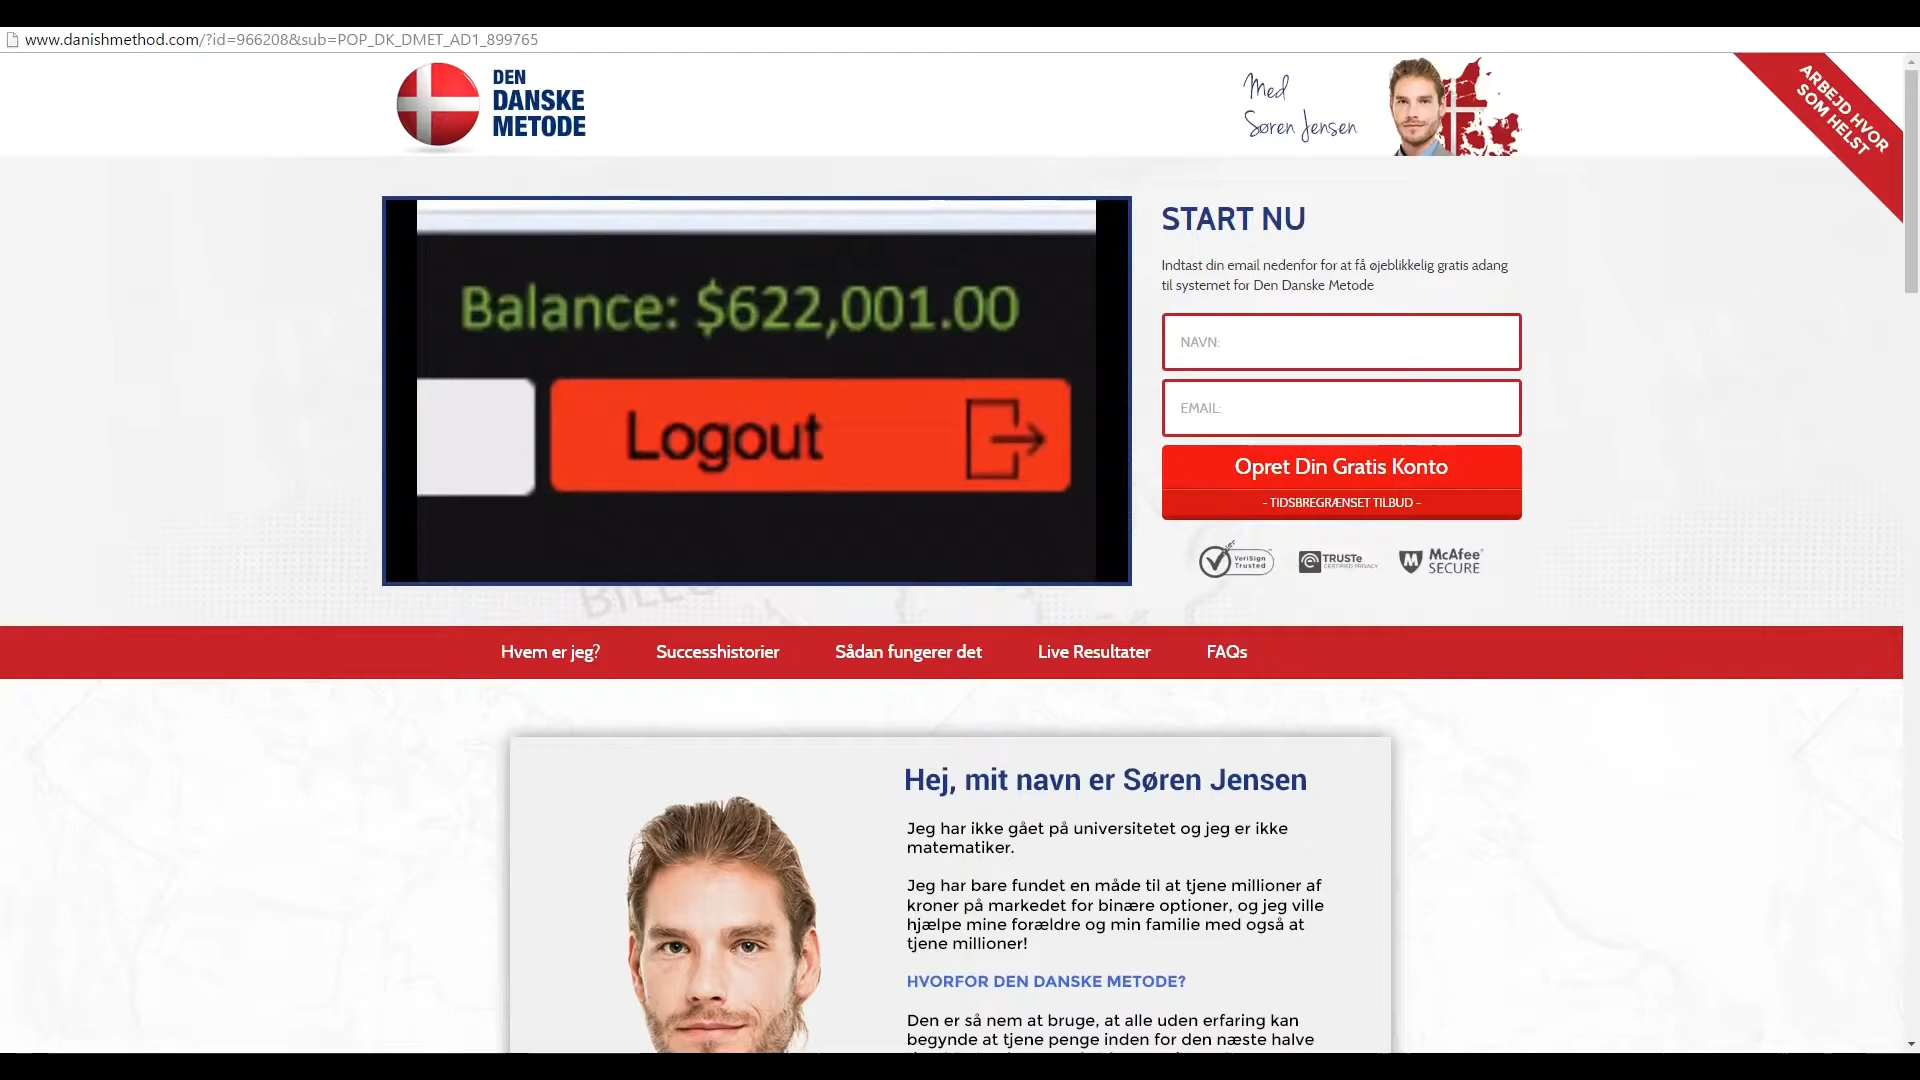 www.danishmethod.com/?id=966208&sub=POP_DK_DMET_AD1_899765
DEN
DANSKE
METODE
Med
Søren Jensen
ARBEJD HVOR
SOM HELST
Balance: $622,001.00
Logout
START NU
Indtast din email nedenfor for at få øjeblikkelig gratis adang
til systemet for Den Danske Metode
NAVN:
EMAIL:
Opret Din Gratis Konto
- TIDSBREGRÆNSET TILBUD -
VeriSign
Trusted
TRUSTe
CERTIFIED PRIVACY
McAfee
SECURE
Hvem er jeg?
Successhistorier
Sådan fungerer det
Live Resultater
FAQs
Hej, mit navn er Søren Jensen
Jeg har ikke gået på universitetet og jeg er ikke
matematiker.
Jeg har bare fundet en måde til at tjene millioner af
kroner på markedet for binære optioner, og jeg ville
hjælpe mine forældre og min familie med også at
tjene millioner!
HVORFOR DEN DANSKE METODE?
Den er så nem at bruge, at alle uden erfaring kan
begynde at tjene penge inden for den næste halve